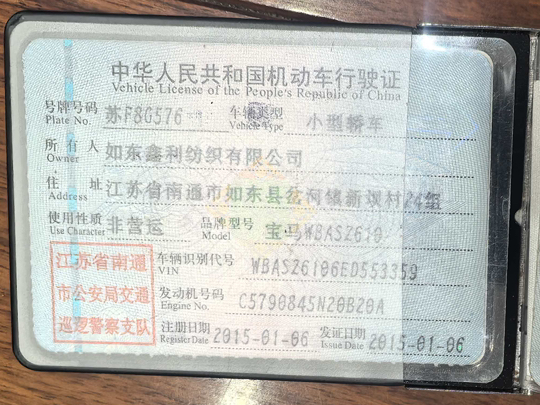 中华人民共和国机动车行驶证
Vehicle License of the People's Republic of China
号牌号码 苏F8G576 车辆类型 小型轿车
Plate No. Vehicle Type
所有人 如东鑫利纺织有限公司
Owner
住址 江苏省南通市如东县岔河镇新坝村24组
Address
使用性质 非营运 品牌型号 宝马WBASZ610
Use Character Model
江苏省南通
市公安局交通
巡逻警察支队
车辆识别代号 WBASZ6106ED553359
VIN
发动机号码 C5790845N20B20A
Engine No.
注册日期 2015-01-06 发证日期 2015-01-06
Register Date Issue Date